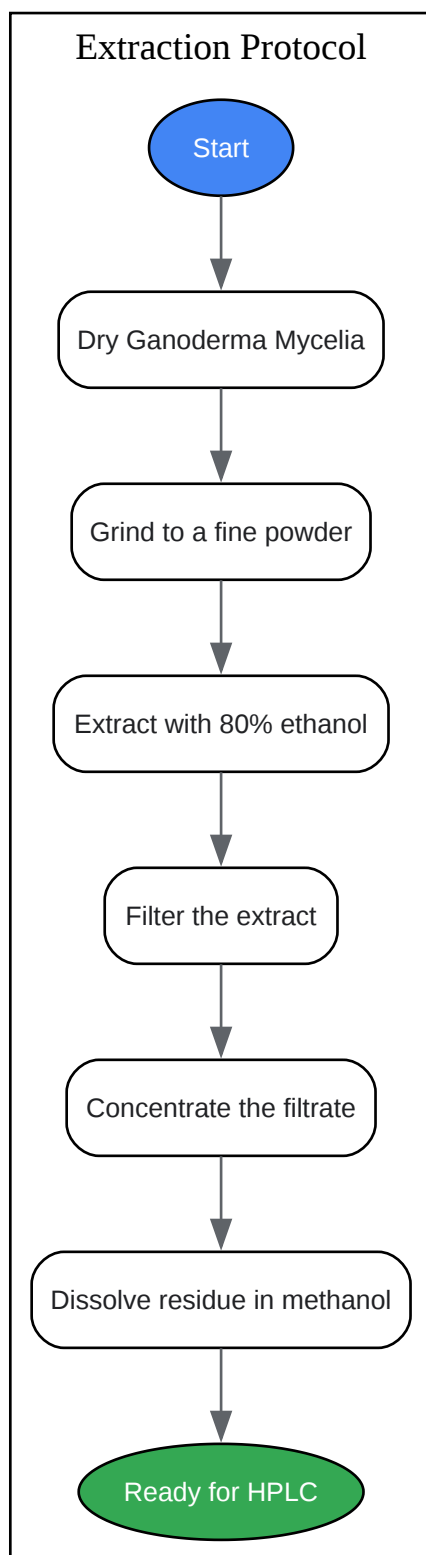 Extraction Protocol
Start
Dry Ganoderma Mycelia
Grind to a fine powder
Extract with 80% ethanol
Filter the extract
Concentrate the filtrate
Dissolve residue in methanol
Ready for HPLC